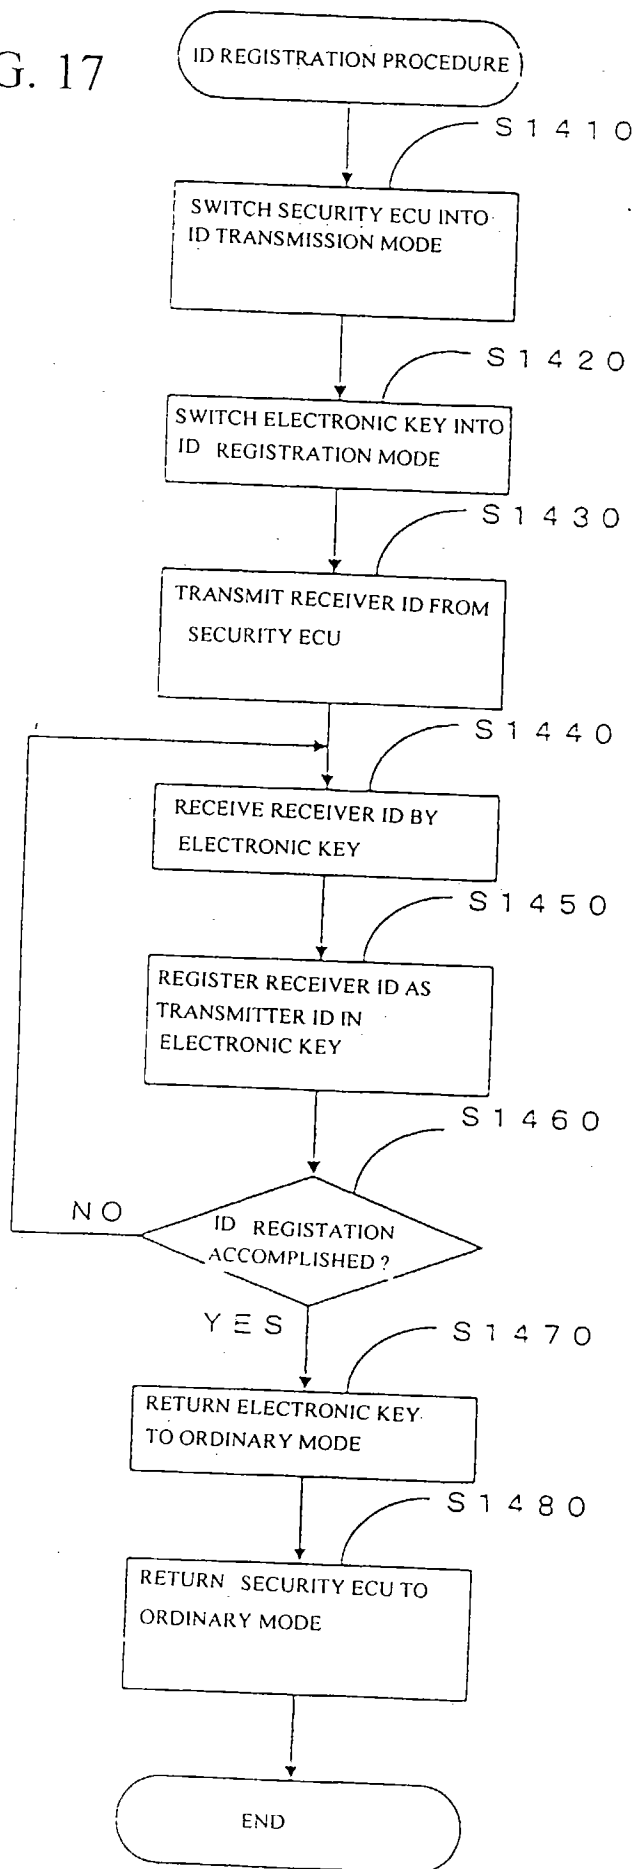 G. 17
ID REGISTRATION PROCEDURE
S1410
SWITCH SECURITY ECU INTO
ID TRANSMISSION MODE
S1420
SWITCH ELECTRONIC KEY INTO
ID REGISTRATION MODE
S1430
TRANSMIT RECEIVER ID FROM
SECURITY ECU
S1440
RECEIVE RECEIVER ID BY
ELECTRONIC KEY
S1450
REGISTER RECEIVER ID AS
TRANSMITTER ID IN
ELECTRONIC KEY
S1460
NO
ID REGISTATION
ACCOMPLISHED ?
YES
S1470
RETURN ELECTRONIC KEY
TO ORDINARY MODE
S1480
RETURN SECURITY ECU TO
ORDINARY MODE
END